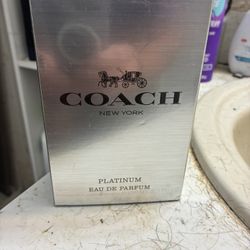 COACH
NEW YORK
PLATINUM
EAU DE PARFUM